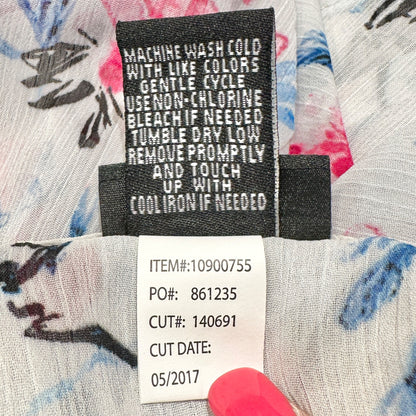 MACHINE WASH COLD
WITH LIKE COLORS
GENTLE CYCLE
USE NON-CHLORINE
BLEACH IF NEEDED
TUMBLE DRY LOW
REMOVE PROMPTLY
AND TOUCH
UP WITH
COOL IRON IF NEEDED
ITEM#:10900755
PO#: 861235
CUT#: 140691
CUT DATE:
05/2017